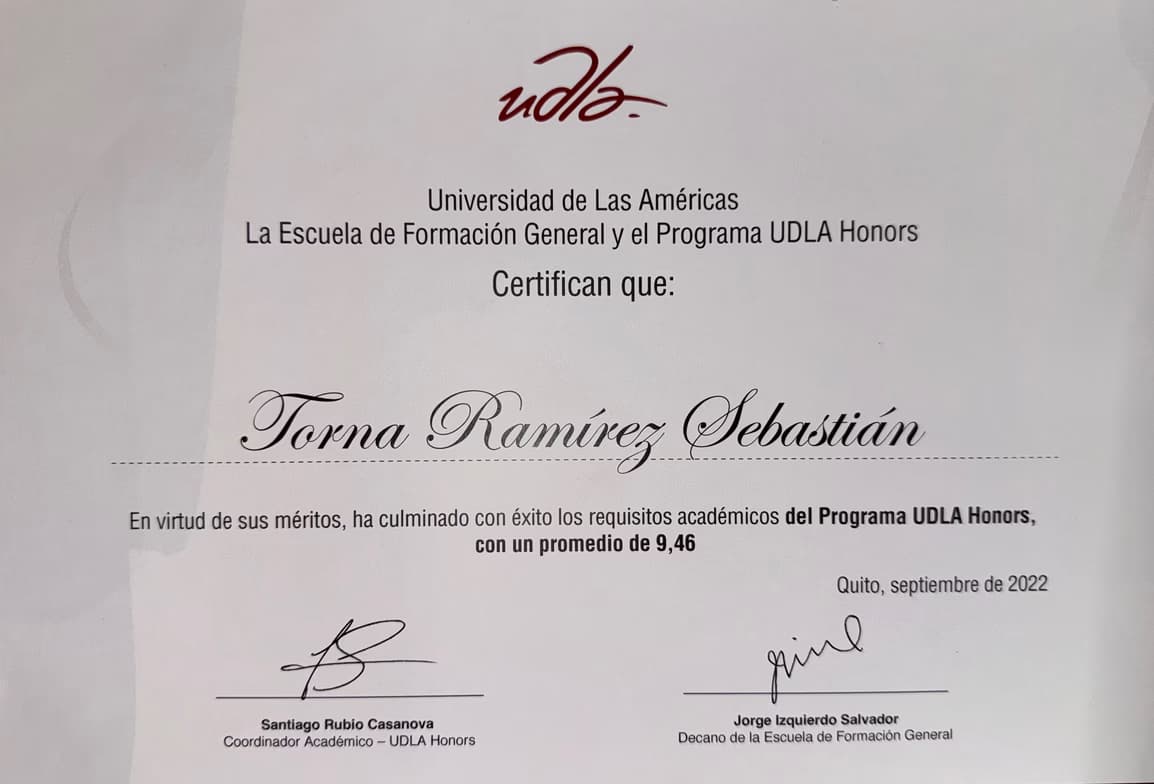 udla.
Universidad de Las Américas
La Escuela de Formación General y el Programa UDLA Honors
Certifican que:
Torna Ramírez Sebastián
En virtud de sus méritos, ha culminado con éxito los requisitos académicos del Programa UDLA Honors,
con un promedio de 9,46
Quito, septiembre de 2022
Santiago Rubio Casanova
Coordinador Académico – UDLA Honors
Jorge Izquierdo Salvador
Decano de la Escuela de Formación General